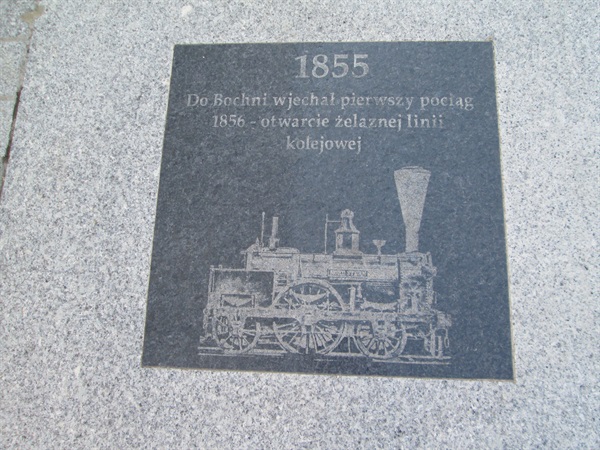 1855
Do Bochni wjechał pierwszy pociąg
1856 - otwarcie żelaznej linii
kolejowej